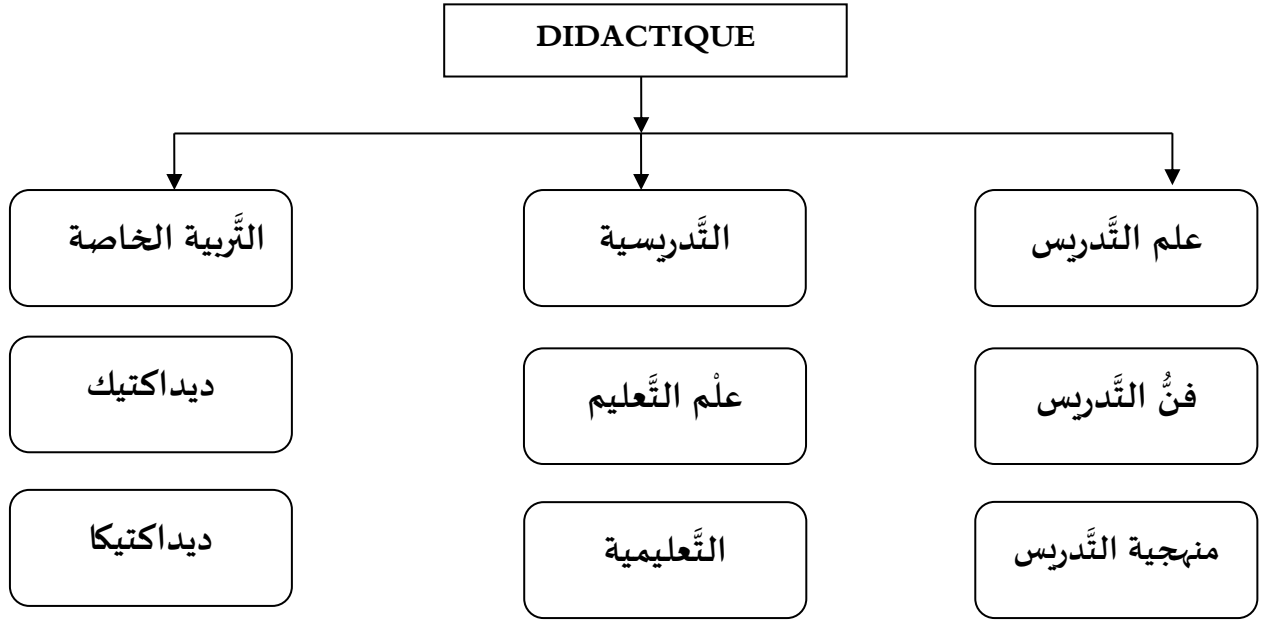 DIDACTIQUE
علم التَّدريس
التَّدريسية
التَّربية الخاصة
فنُّ التَّدريس
علْم التَّعليم
ديداكتيك
منهجية التَّدريس
التَّعليمية
ديداكتيكا